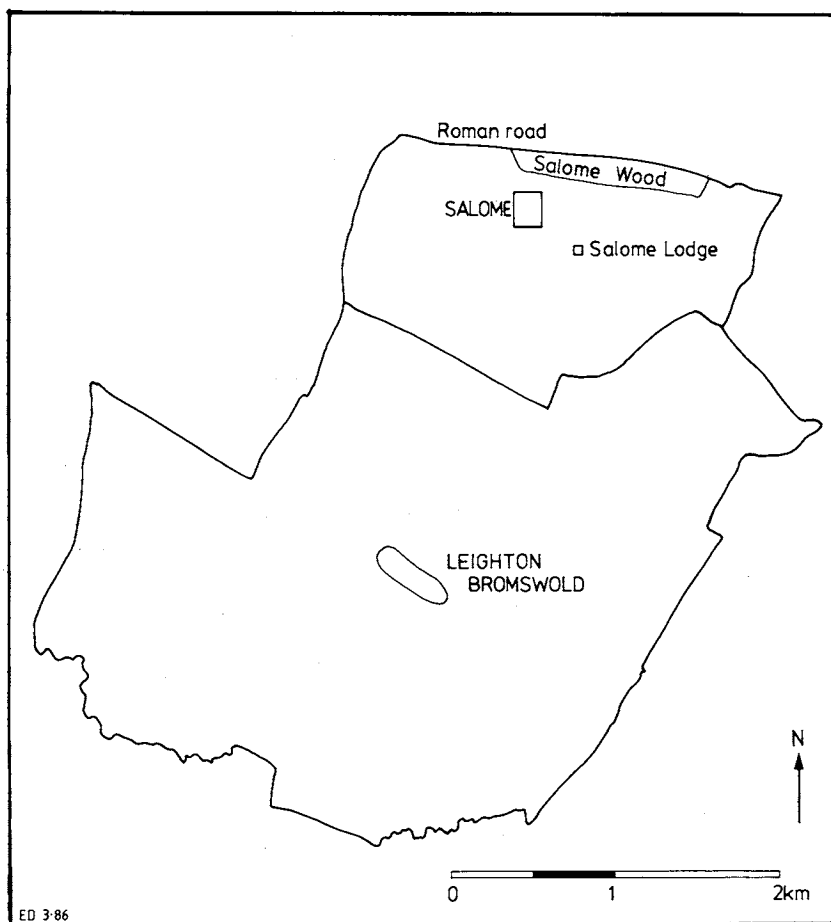 Roman road
Salome Wood
SALOME
Salome Lodge
LEIGHTON
BROMSWOLD
N
0 1 2km
ED 3·86